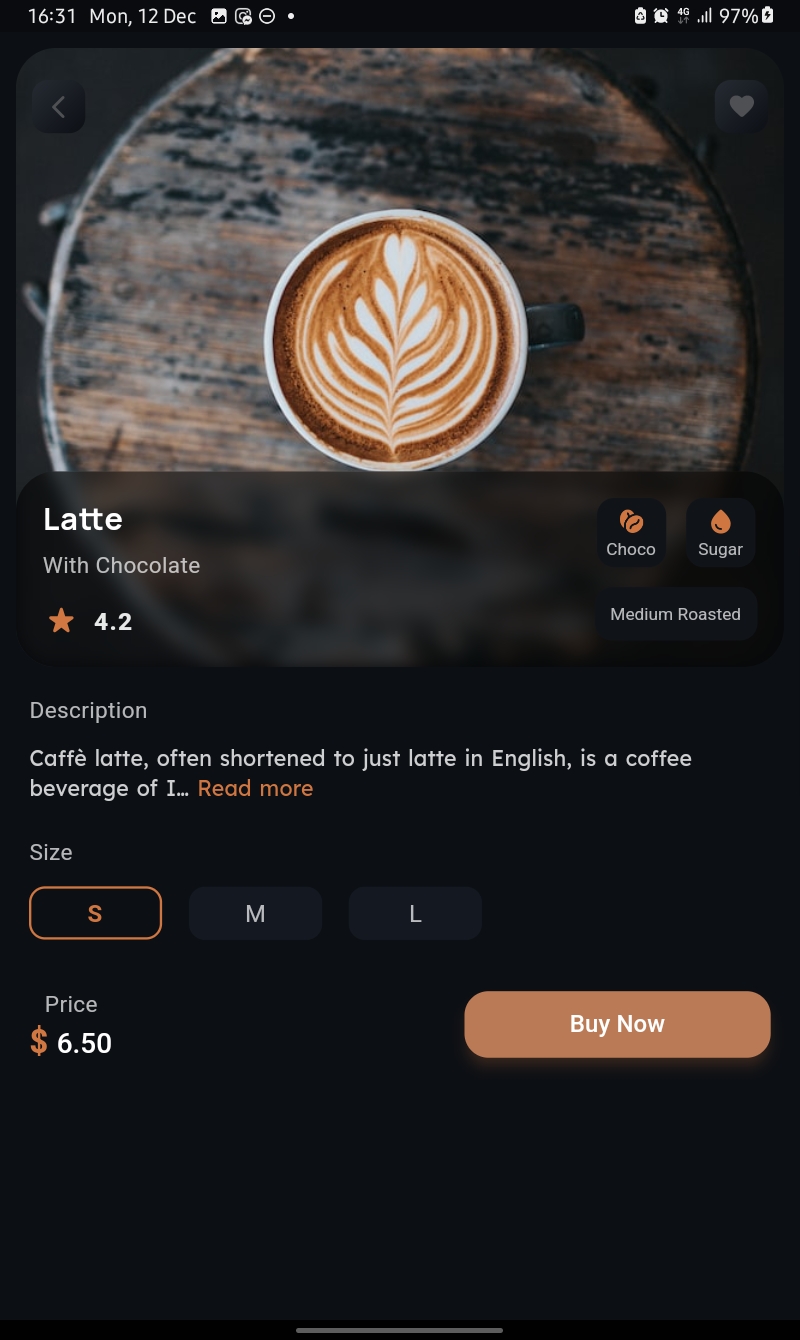 16:31 Mon, 12 Dec 4G 97%
Latte
With Chocolate
4.2
Choco Sugar
Medium Roasted
Description
Caffè latte, often shortened to just latte in English, is a coffee
beverage of I... Read more
Size
S M L
Price
$ 6.50
Buy Now